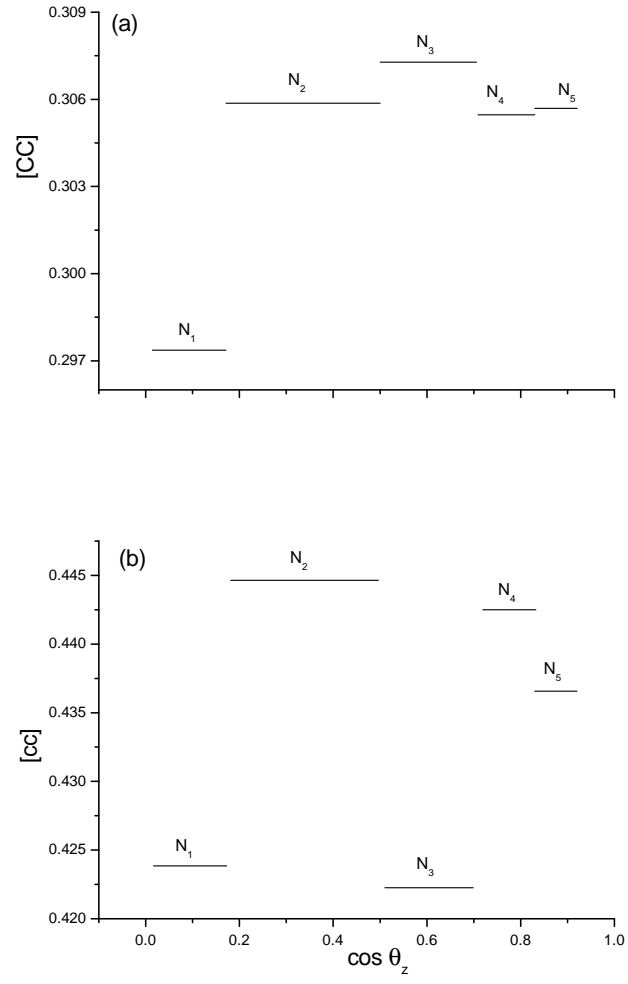 (a)
[CC]
0.309
0.306
0.303
0.300
0.297
N₁
N₂
N₃
N₄
N₅
(b)
[cc]
0.445
0.440
0.435
0.430
0.425
0.420
N₁
N₂
N₃
N₄
N₅
0.0 0.2 0.4 0.6 0.8 1.0
cos θz